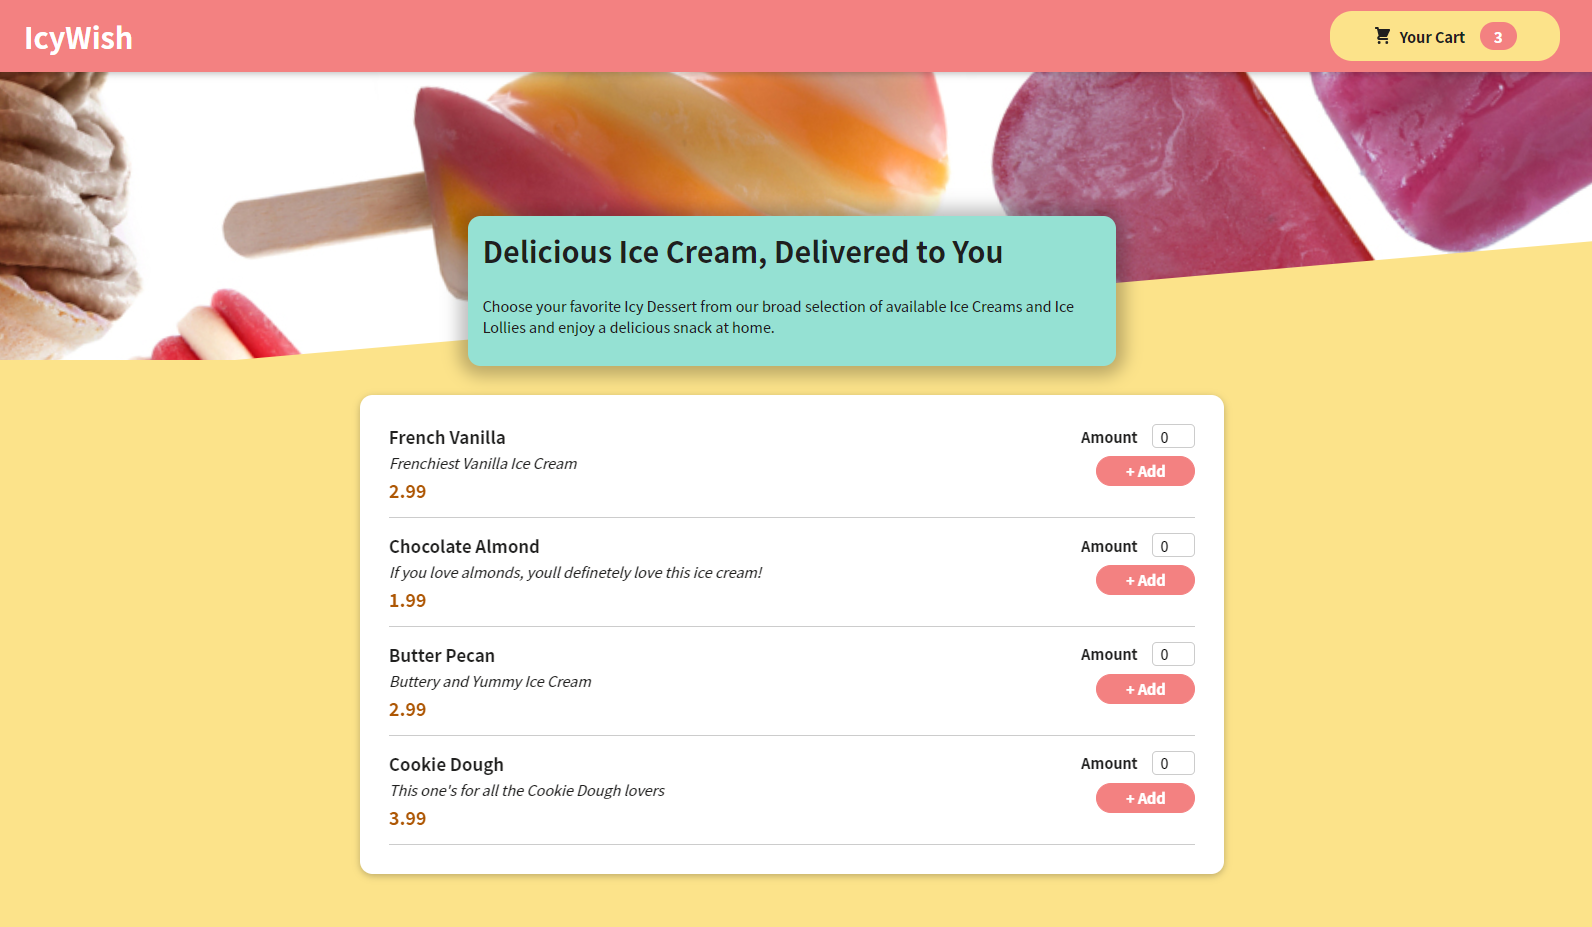 IcyWish
Your Cart 3
Delicious Ice Cream, Delivered to You
Choose your favorite Icy Dessert from our broad selection of available Ice Creams and Ice
Lollies and enjoy a delicious snack at home.
French Vanilla
Frenchiest Vanilla Ice Cream
2.99
Amount 0
+ Add
Chocolate Almond
If you love almonds, youll definetely love this ice cream!
1.99
Amount 0
+ Add
Butter Pecan
Buttery and Yummy Ice Cream
2.99
Amount 0
+ Add
Cookie Dough
This one's for all the Cookie Dough lovers
3.99
Amount 0
+ Add